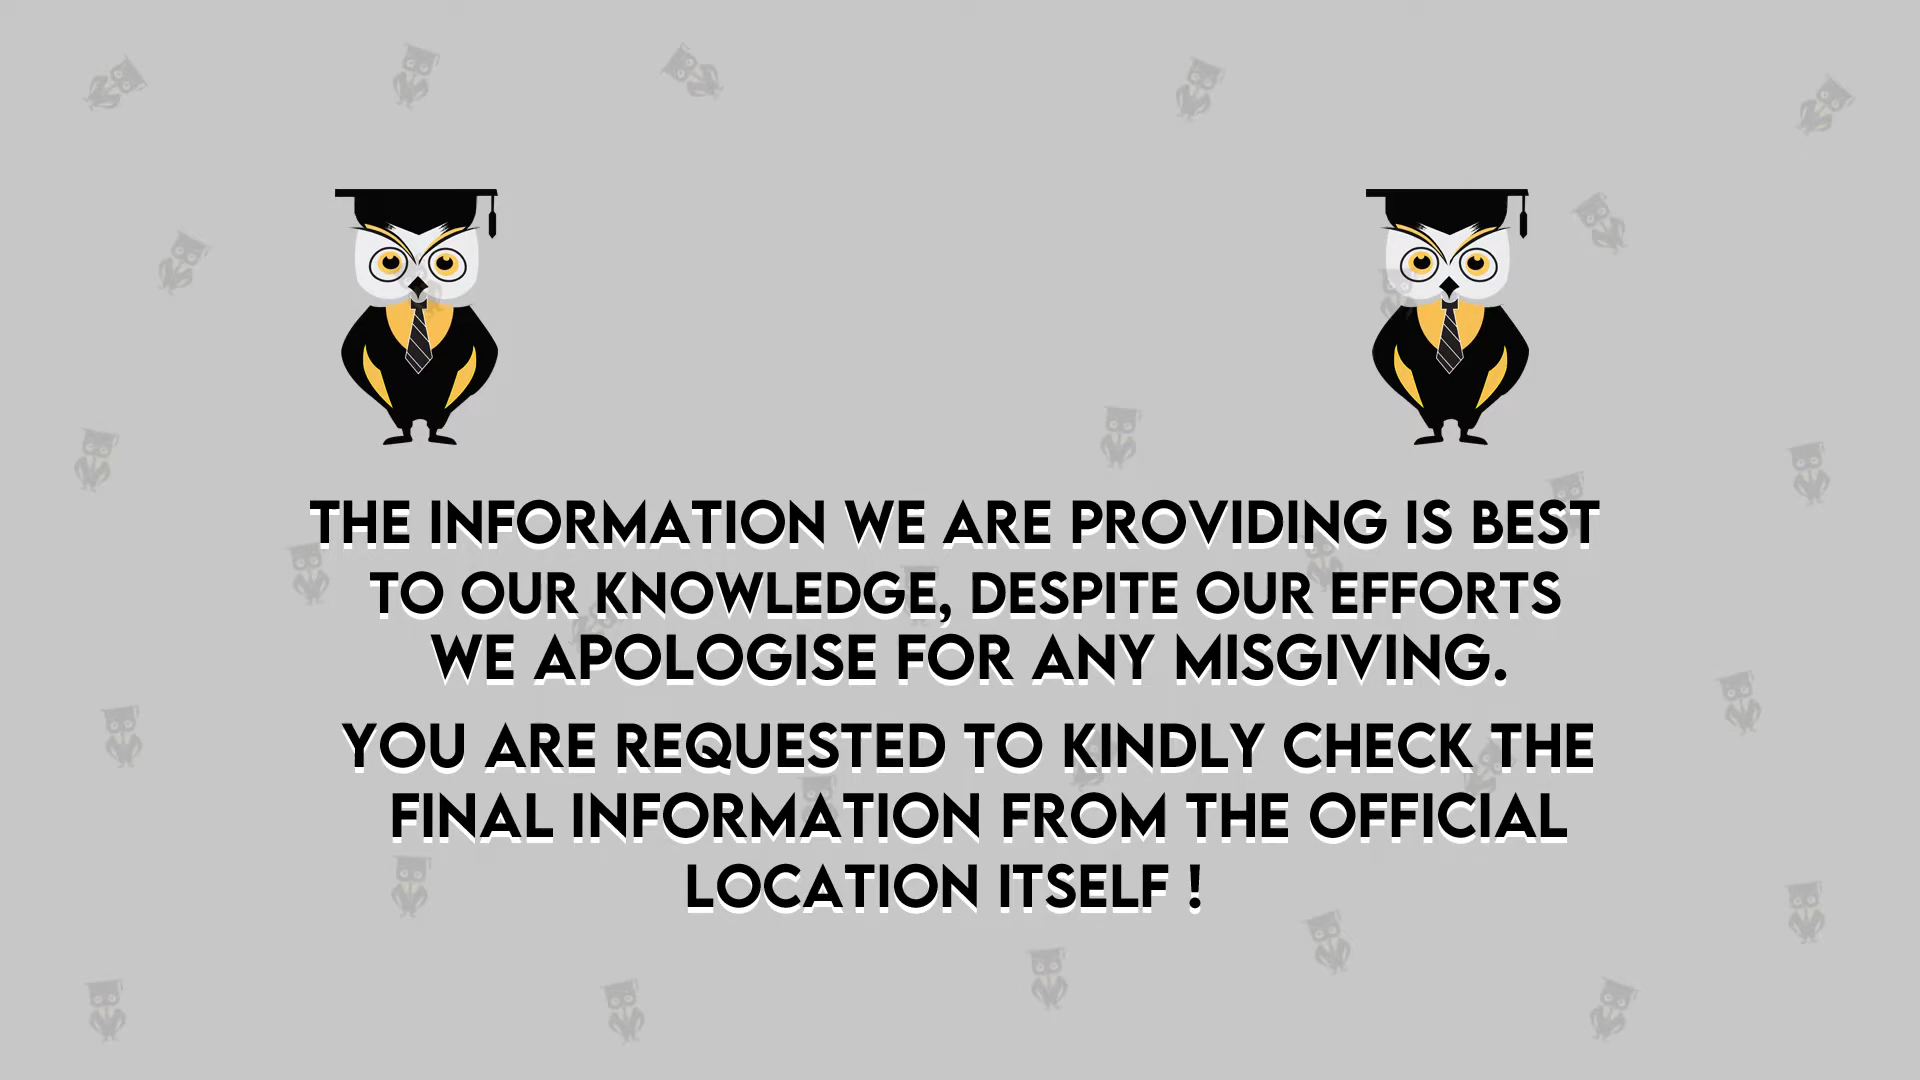 THE INFORMATION WE ARE PROVIDING IS BEST
TO OUR KNOWLEDGE, DESPITE OUR EFFORTS
WE APOLOGISE FOR ANY MISGIVING.
YOU ARE REQUESTED TO KINDLY CHECK THE
FINAL INFORMATION FROM THE OFFICIAL
LOCATION ITSELF !